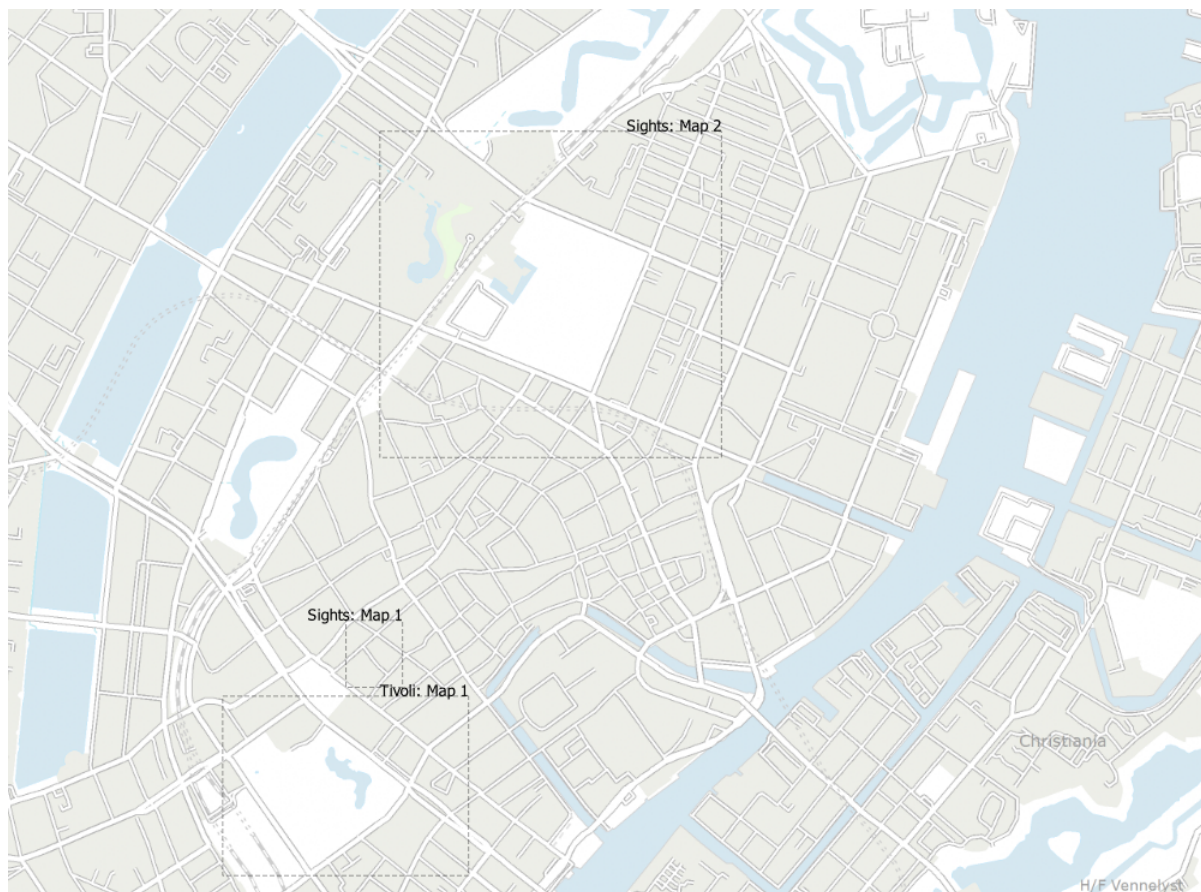 Sights: Map 2
Sights: Map 1
Tivoli: Map 1
Christiania
H/F Vennelyst